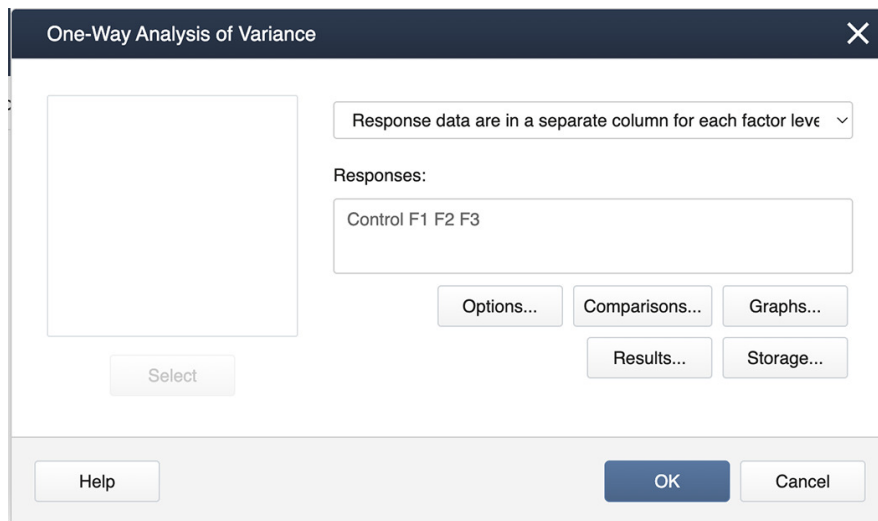 One-Way Analysis of Variance
Response data are in a separate column for each factor leve
Responses:
Control F1 F2 F3
Options...
Comparisons...
Graphs...
Results...
Storage...
Select
Help
OK
Cancel